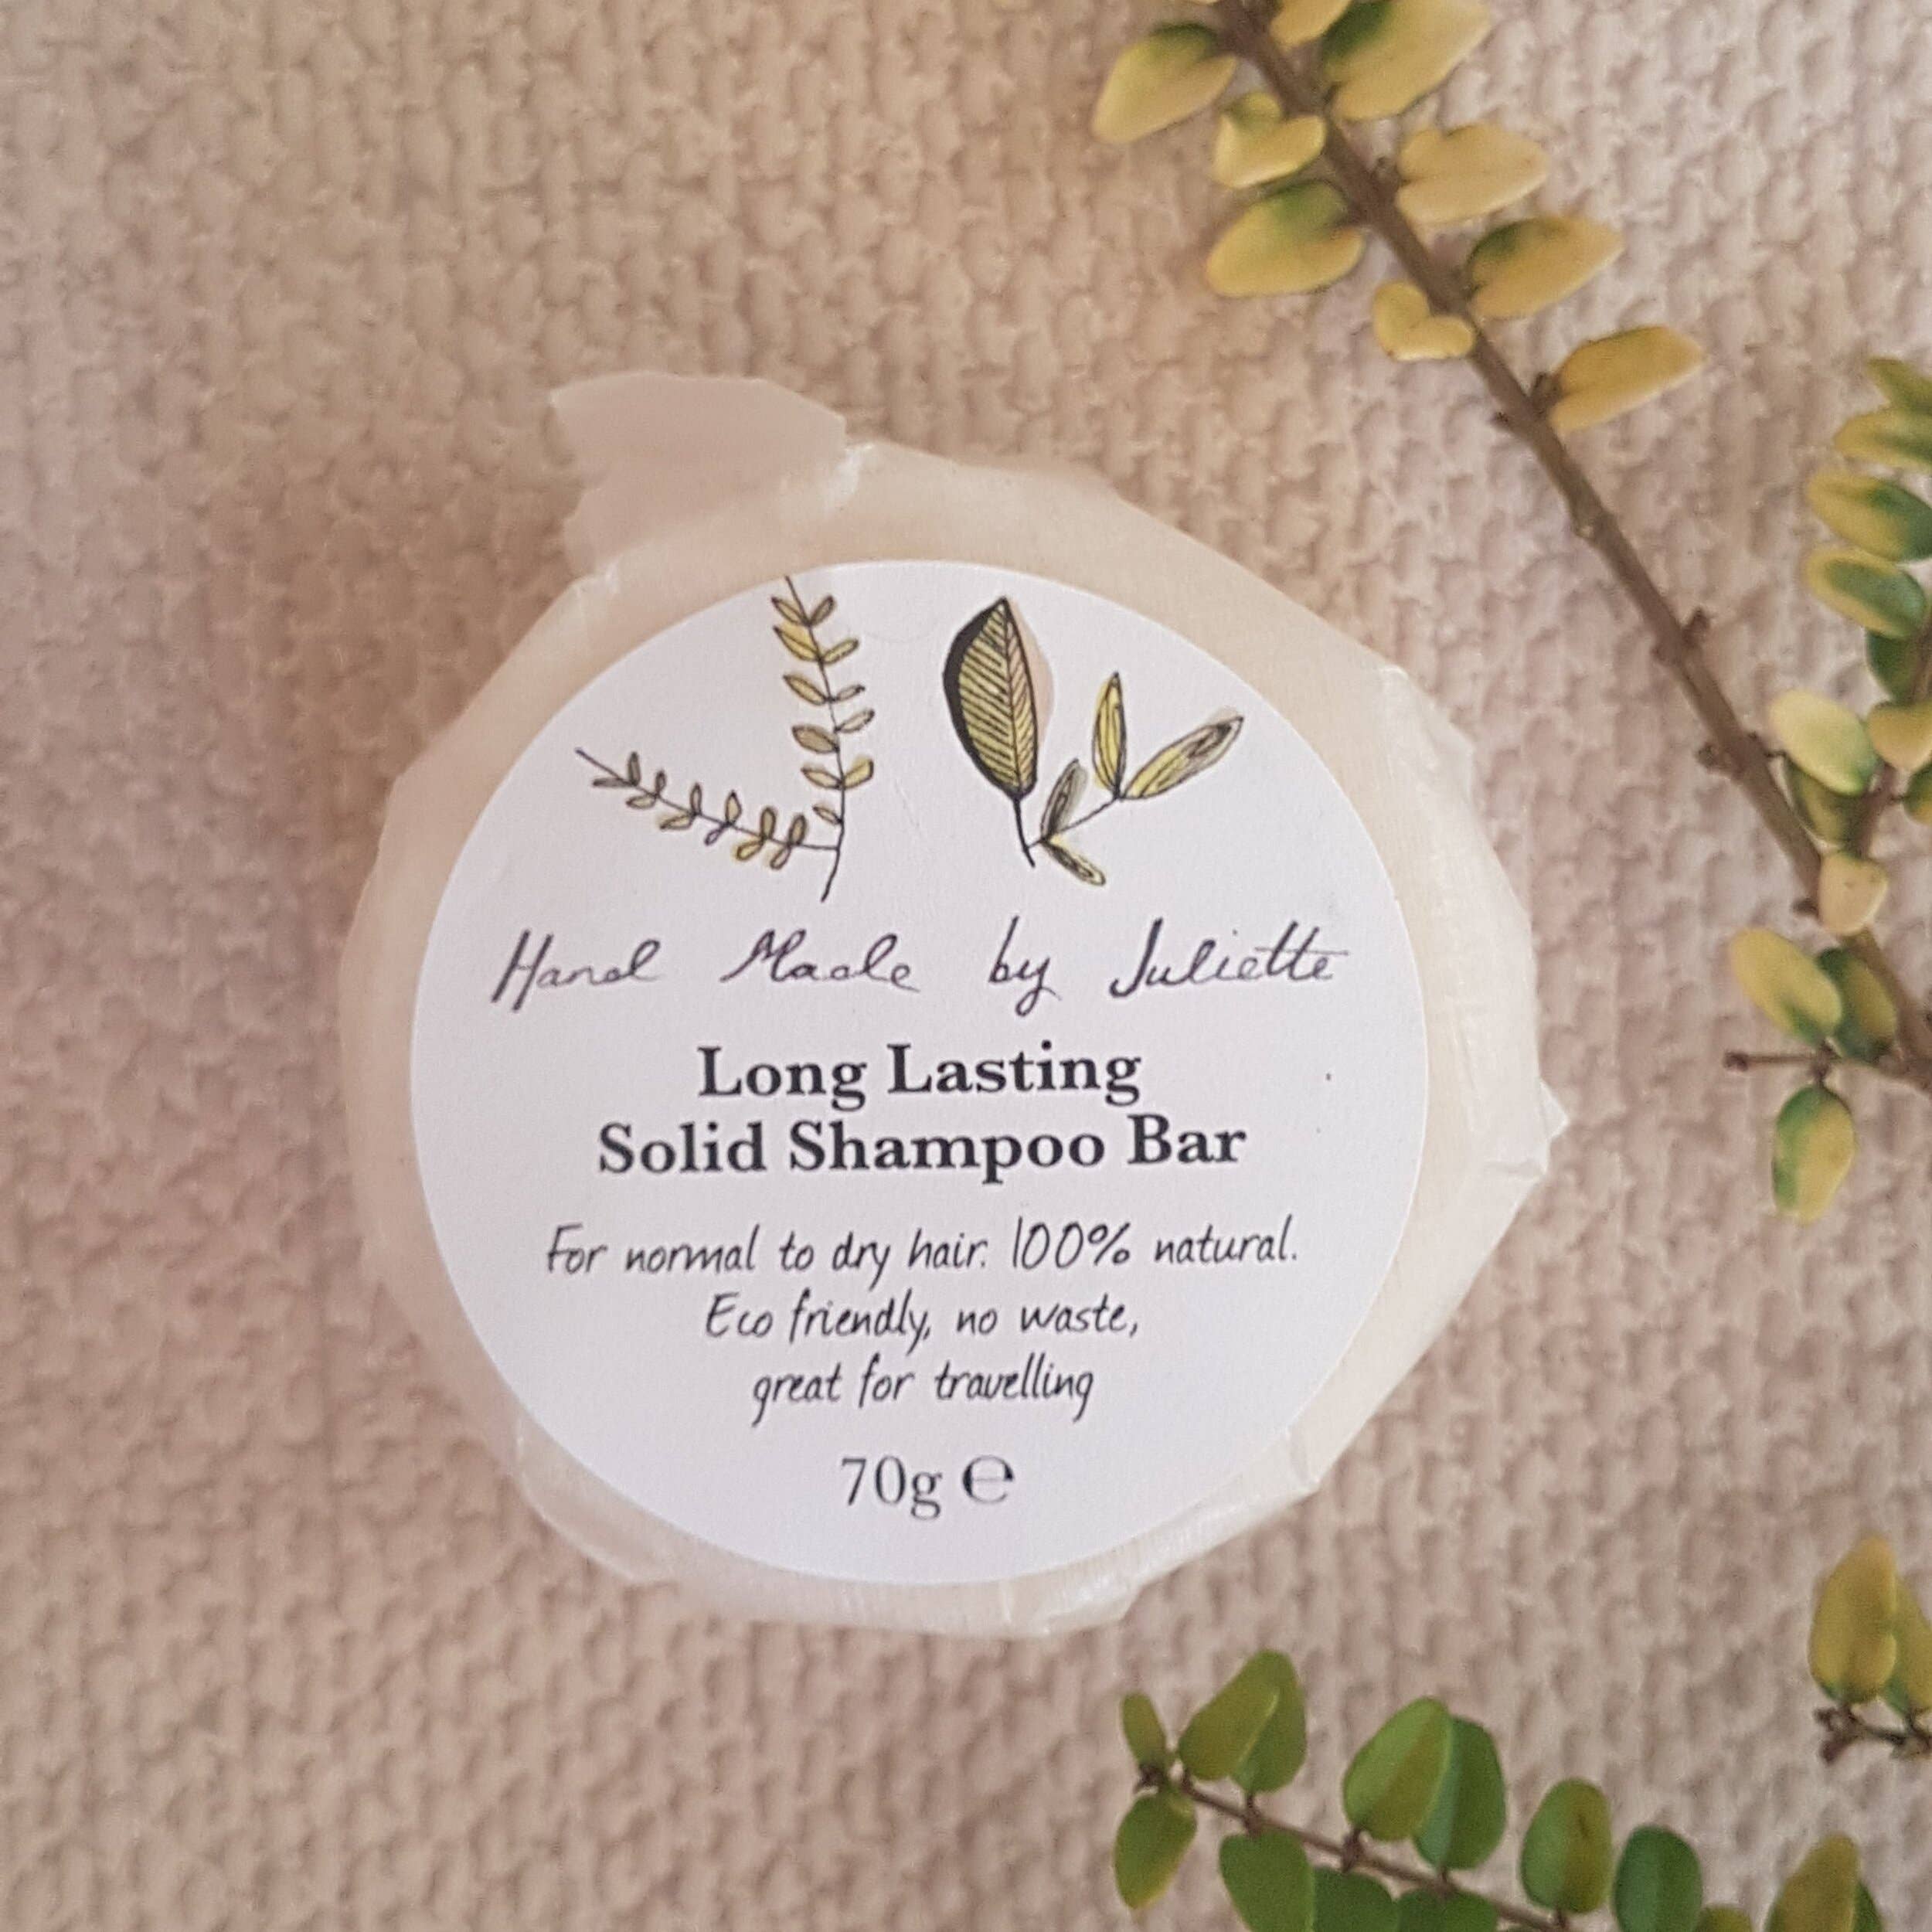 Hand Made by Juliette
Long Lasting
Solid Shampoo Bar
For normal to dry hair. 100% natural.
Eco friendly, no waste,
great for travelling
70g ℮